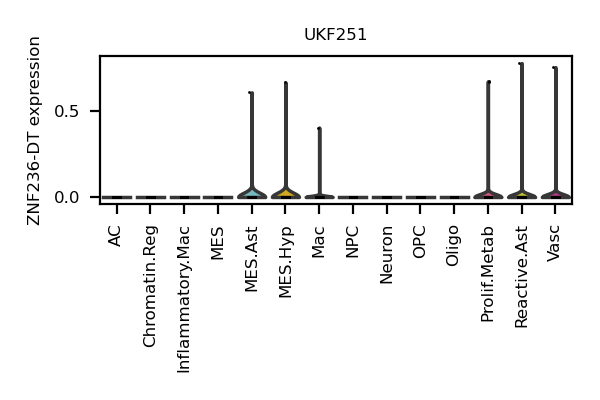 UKF251
ZNF236-DT expression
0.5
0.0
AC
Chromatin.Reg
Inflammatory.Mac
MES
MES.Ast
MES.Hyp
Mac
NPC
Neuron
OPC
Oligo
Prolif.Metab
Reactive.Ast
Vasc